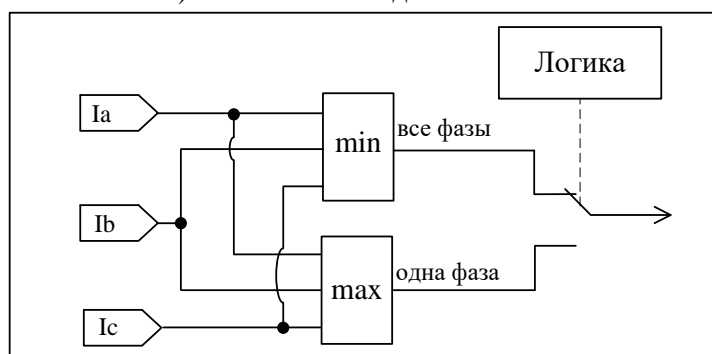 Логика
Ia
min
все фазы
Ib
max
одна фаза
Ic